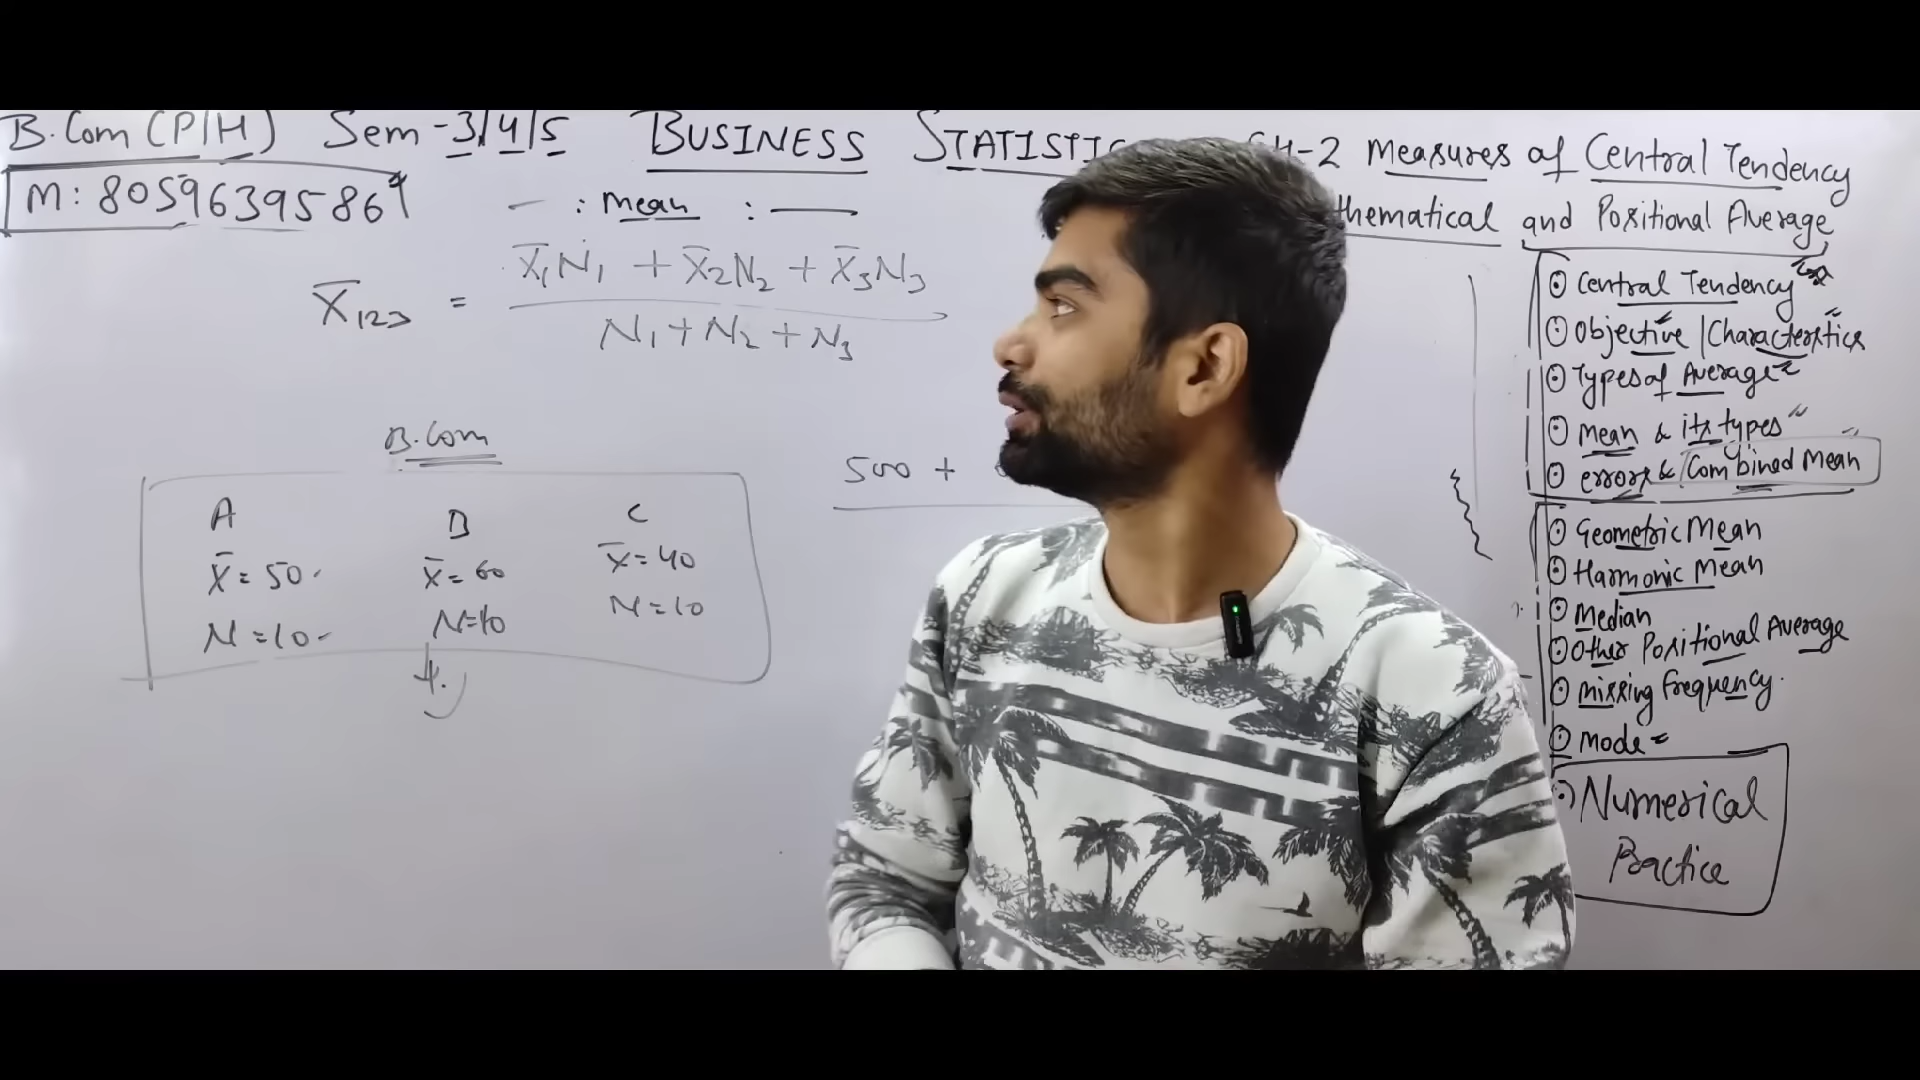 B.Com (P/H) Sem-3/4/5 BUSINESS STATISTIC -2 Measures of Central Tendency
thematical and Positional Average
M: 8059639586
: Mean :
X̄₁₂₃ = X̄₁N₁ + X̄₂N₂ + X̄₃N₃
N₁ + N₂ + N₃
B.Com
A B C
X̄ = 50 X̄ = 60 X̄ = 40
N = 10 N = 10 N = 10
500 +
Central Tendency
Objective / Characterstics
Types of Average
Mean & its types
errors & Combined Mean
Geometric Mean
Harmonic Mean
Median
Other Positional Average
missing frequency.
Mode
Numerical
Practice